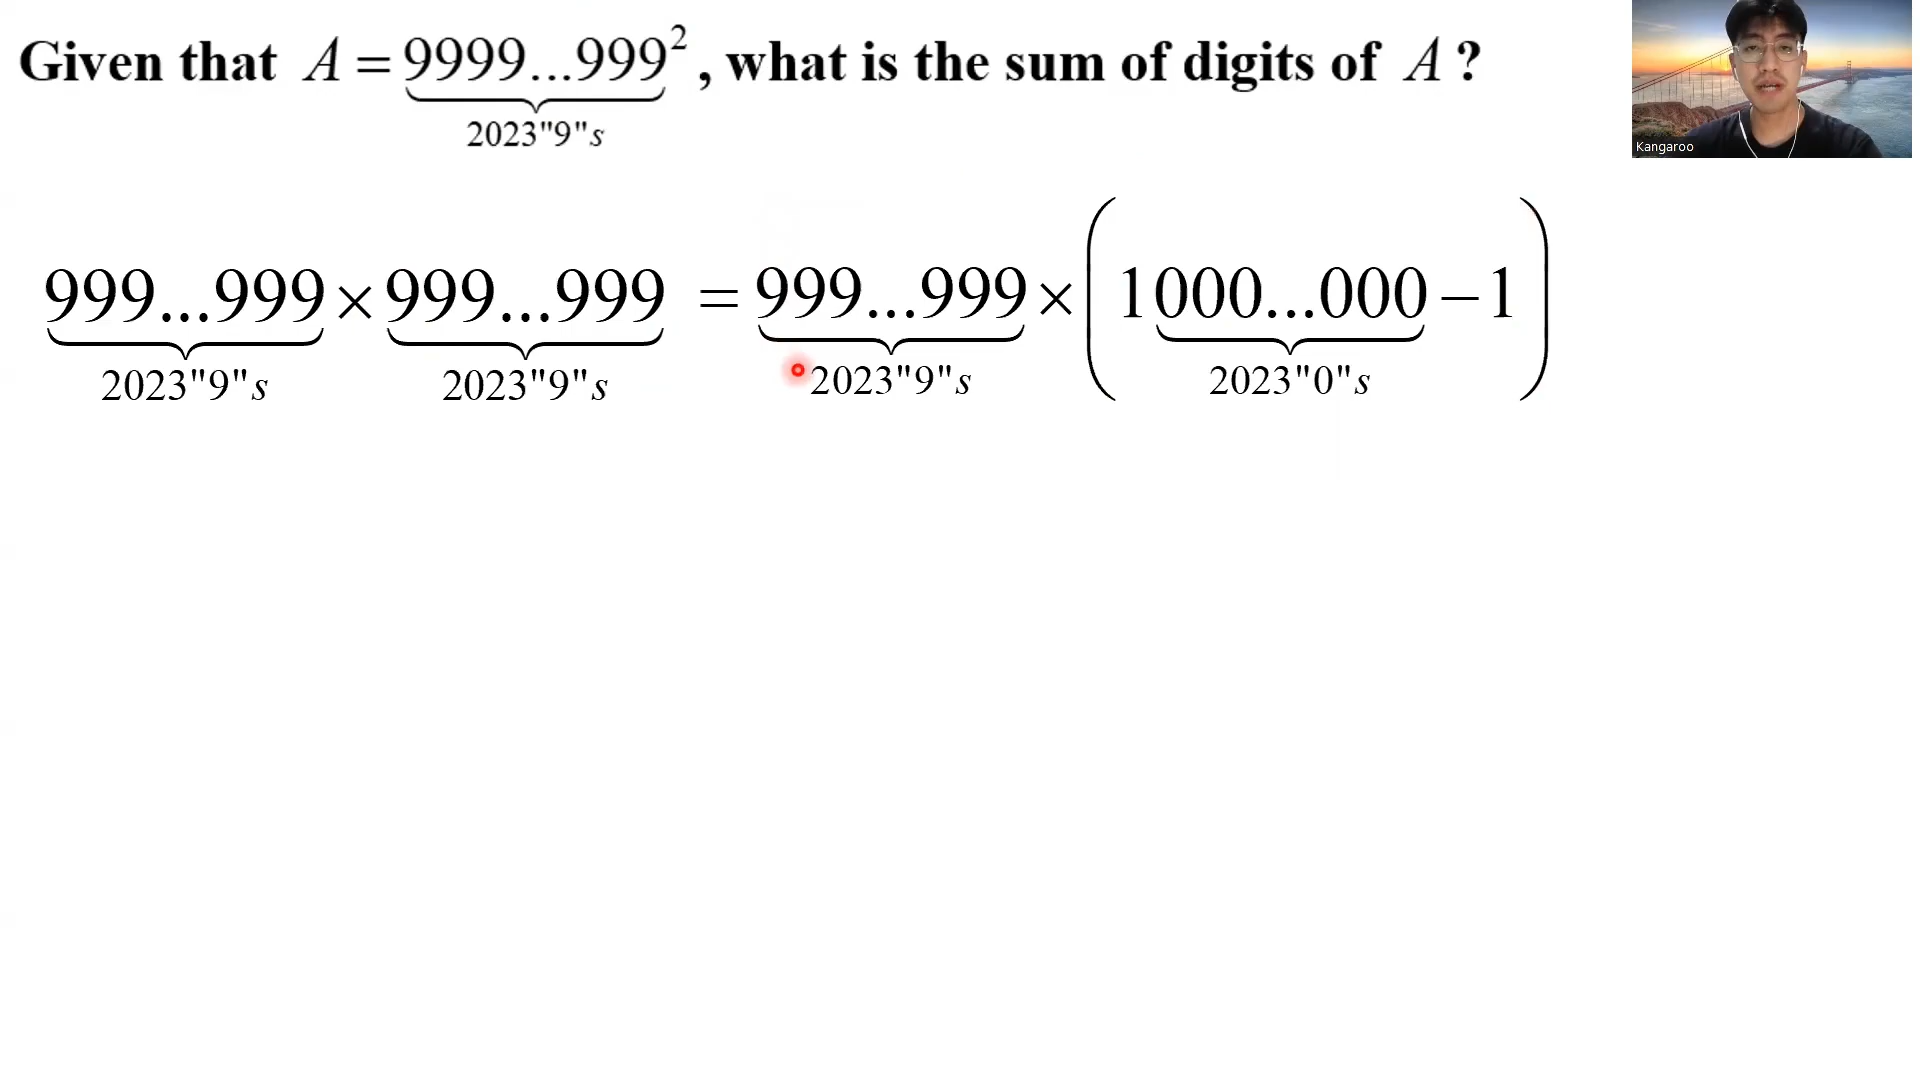 Given that A = 9999...999², what is the sum of digits of A ?
2023"9"s
Kangaroo
999...999 × 999...999 = 999...999 × (1000...000 − 1)
2023"9"s 2023"9"s 2023"9"s 2023"0"s